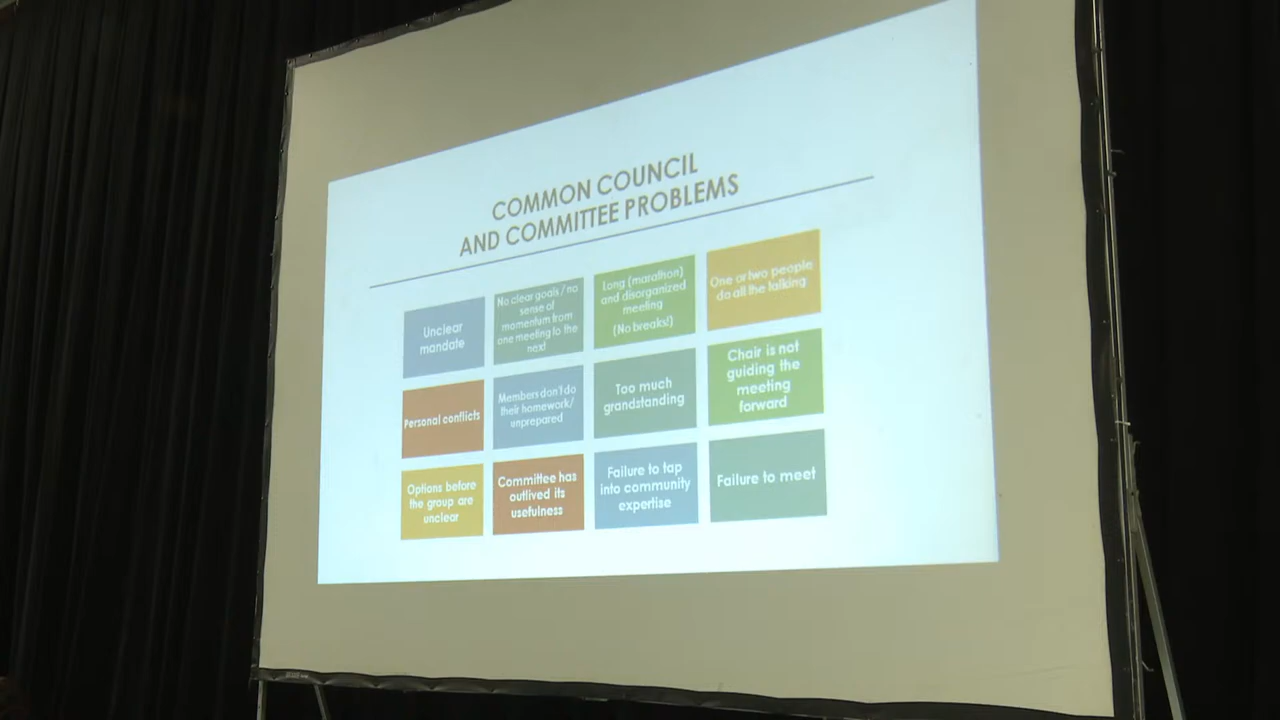 COMMON COUNCIL
AND COMMITTEE PROBLEMS
Unclear
mandate
No clear goals / no
sense of
momentum from
one meeting to the
next
Long (marathon)
and disorganized
meeting
(No breaks!)
One or two people
do all the talking
Personal conflicts
Members don't do
their homework/
unprepared
Too much
grandstanding
Chair is not
guiding the
meeting
forward
Options before
the group are
unclear
Committee has
outlived its
usefulness
Failure to tap
into community
expertise
Failure to meet